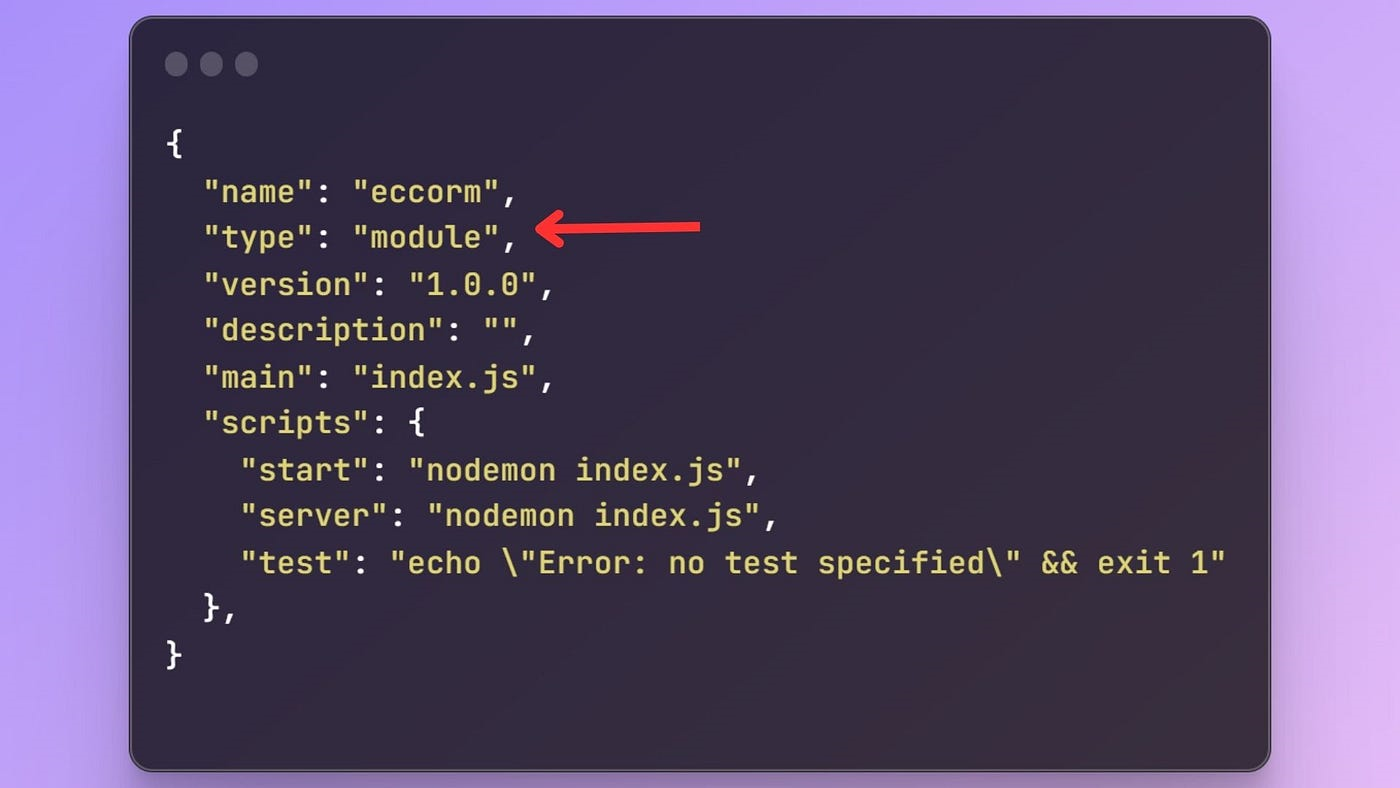 {
"name": "eccorm",
"type": "module",
"version": "1.0.0",
"description": "",
"main": "index.js",
"scripts": {
"start": "nodemon index.js",
"server": "nodemon index.js",
"test": "echo \"Error: no test specified\" && exit 1"
},
}